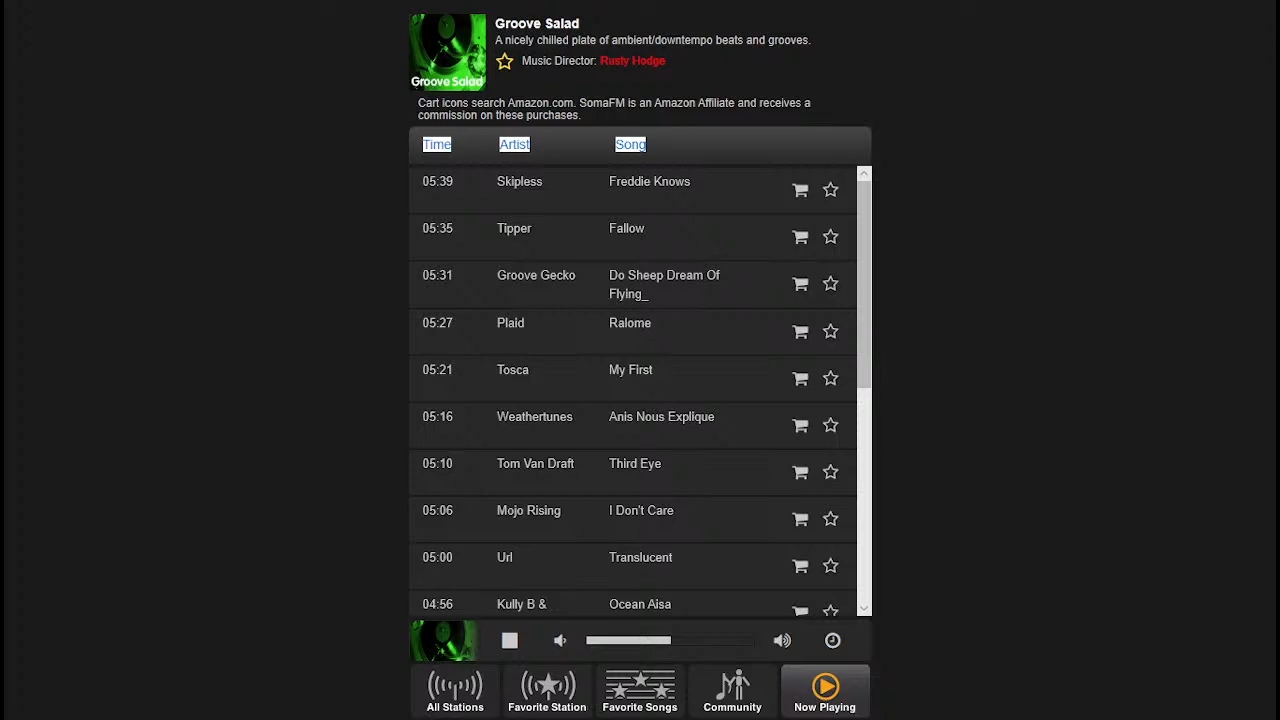 Groove Salad
A nicely chilled plate of ambient/downtempo beats and grooves.
Music Director: Rusty Hodge
Groove Salad
Cart icons search Amazon.com. SomaFM is an Amazon Affiliate and receives a
commission on these purchases.
Time Artist Song
05:39 Skipless Freddie Knows
05:35 Tipper Fallow
05:31 Groove Gecko Do Sheep Dream Of
Flying_
05:27 Plaid Ralome
05:21 Tosca My First
05:16 Weathertunes Anis Nous Explique
05:10 Tom Van Draft Third Eye
05:06 Mojo Rising I Don't Care
05:00 Url Translucent
04:56 Kully B & Ocean Aisa
All Stations Favorite Station Favorite Songs Community Now Playing